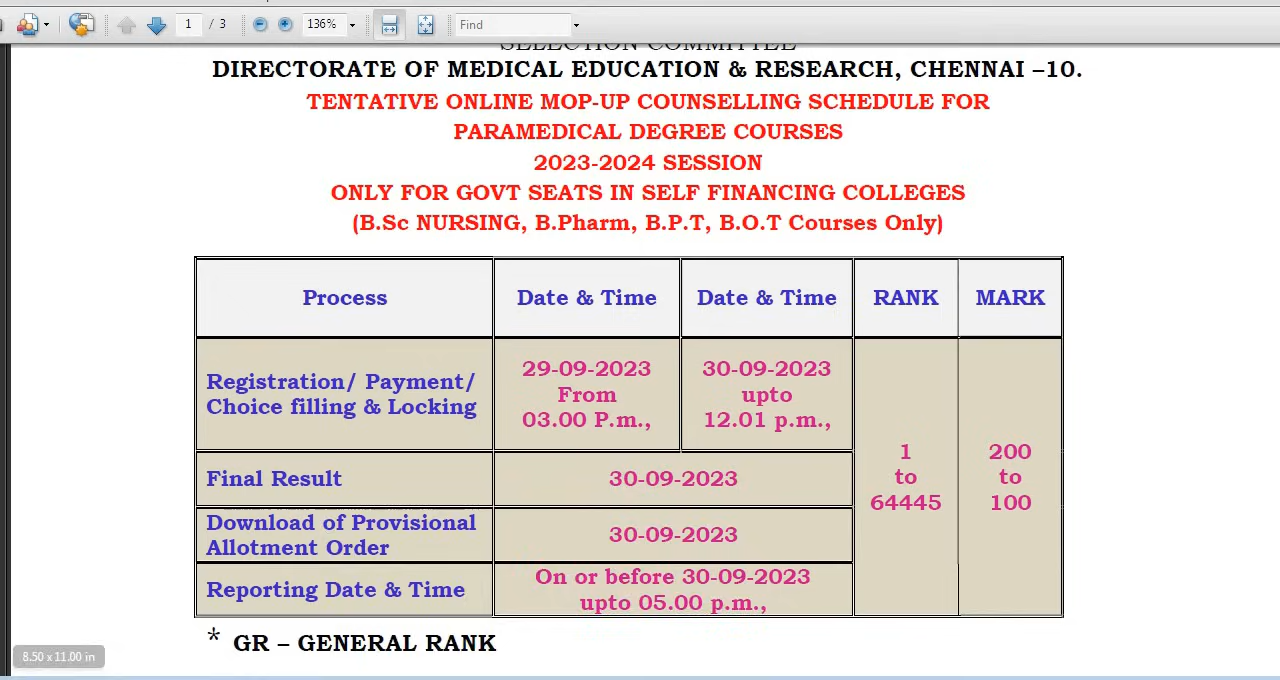 1 / 3 136% Find
SELECTION COMMITTEE
DIRECTORATE OF MEDICAL EDUCATION & RESEARCH, CHENNAI –10.
TENTATIVE ONLINE MOP-UP COUNSELLING SCHEDULE FOR
PARAMEDICAL DEGREE COURSES
2023-2024 SESSION
ONLY FOR GOVT SEATS IN SELF FINANCING COLLEGES
(B.Sc NURSING, B.Pharm, B.P.T, B.O.T Courses Only)
Process Date & Time Date & Time RANK MARK
Registration/ Payment/
Choice filling & Locking
29-09-2023
From
03.00 P.m.,
30-09-2023
upto
12.01 p.m.,
1
to
64445
200
to
100
Final Result 30-09-2023
Download of Provisional
Allotment Order
30-09-2023
Reporting Date & Time
On or before 30-09-2023
upto 05.00 p.m.,
* GR – GENERAL RANK
8.50 x 11.00 in